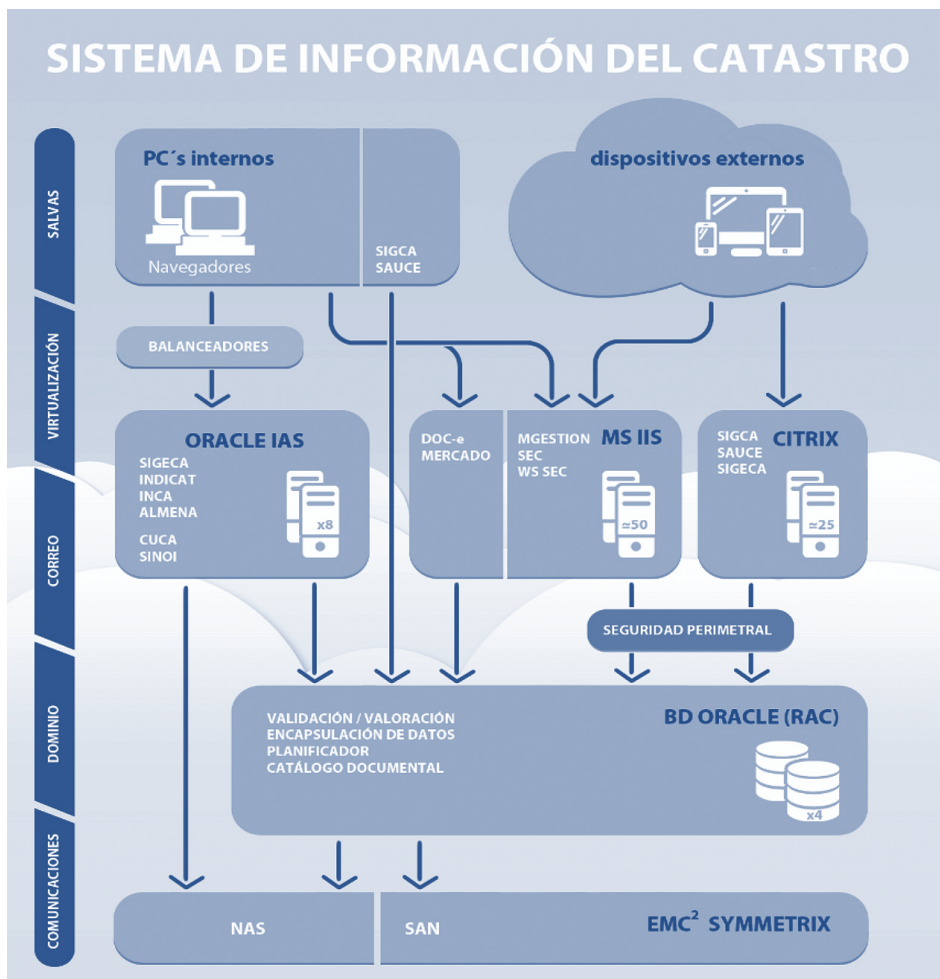 SISTEMA DE INFORMACIÓN DEL CATASTRO
SALVAS
VIRTUALIZACIÓN
CORREO
DOMINIO
COMUNICACIONES
PC´s internos
Navegadores
SIGCA
SAUCE
dispositivos externos
BALANCEADORES
ORACLE IAS
SIGECA
INDICAT
INCA
ALMENA
CUCA
SINOI
x8
DOC-e
MERCADO
MGESTION
SEC
WS SEC
MS IIS
≃50
SIGCA
SAUCE
SIGECA
CITRIX
≃25
SEGURIDAD PERIMETRAL
VALIDACIÓN / VALORACIÓN
ENCAPSULACIÓN DE DATOS
PLANIFICADOR
CATÁLOGO DOCUMENTAL
BD ORACLE (RAC)
x4
NAS
SAN
EMC² SYMMETRIX